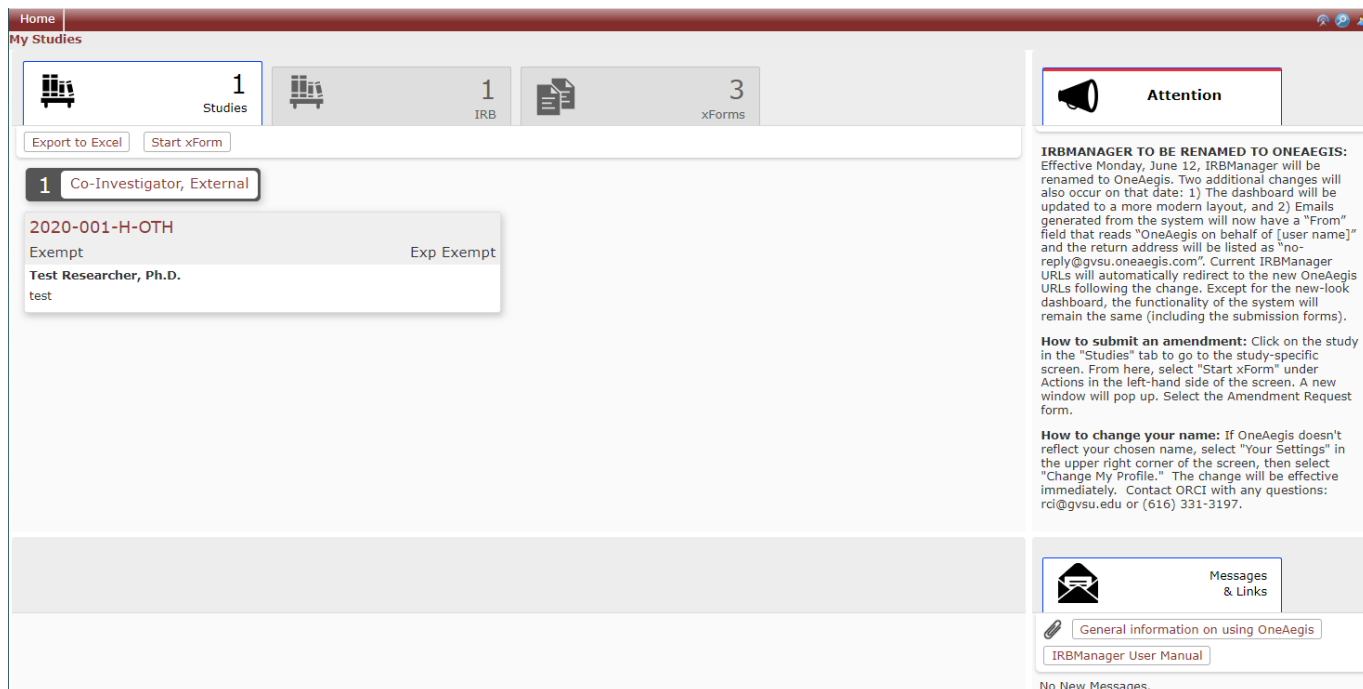 Home
My Studies
1
Studies
1
IRB
3
xForms
Export to Excel
Start xForm
1 Co-Investigator, External
2020-001-H-OTH
Exempt Exp Exempt
Test Researcher, Ph.D.
test
Attention
IRBMANAGER TO BE RENAMED TO ONEAEGIS:
Effective Monday, June 12, IRBManager will be
renamed to OneAegis. Two additional changes will
also occur on that date: 1) The dashboard will be
updated to a more modern layout, and 2) Emails
generated from the system will now have a “From”
field that reads “OneAegis on behalf of [user name]”
and the return address will be listed as “no-
reply@gvsu.oneaegis.com”. Current IRBManager
URLs will automatically redirect to the new OneAegis
URLs following the change. Except for the new-look
dashboard, the functionality of the system will
remain the same (including the submission forms).
How to submit an amendment: Click on the study
in the "Studies" tab to go to the study-specific
screen. From here, select "Start xForm" under
Actions in the left-hand side of the screen. A new
window will pop up. Select the Amendment Request
form.
How to change your name: If OneAegis doesn't
reflect your chosen name, select "Your Settings" in
the upper right corner of the screen, then select
"Change My Profile." The change will be effective
immediately. Contact ORCI with any questions:
rci@gvsu.edu or (616) 331-3197.
Messages
& Links
General information on using OneAegis
IRBManager User Manual
No New Messages.